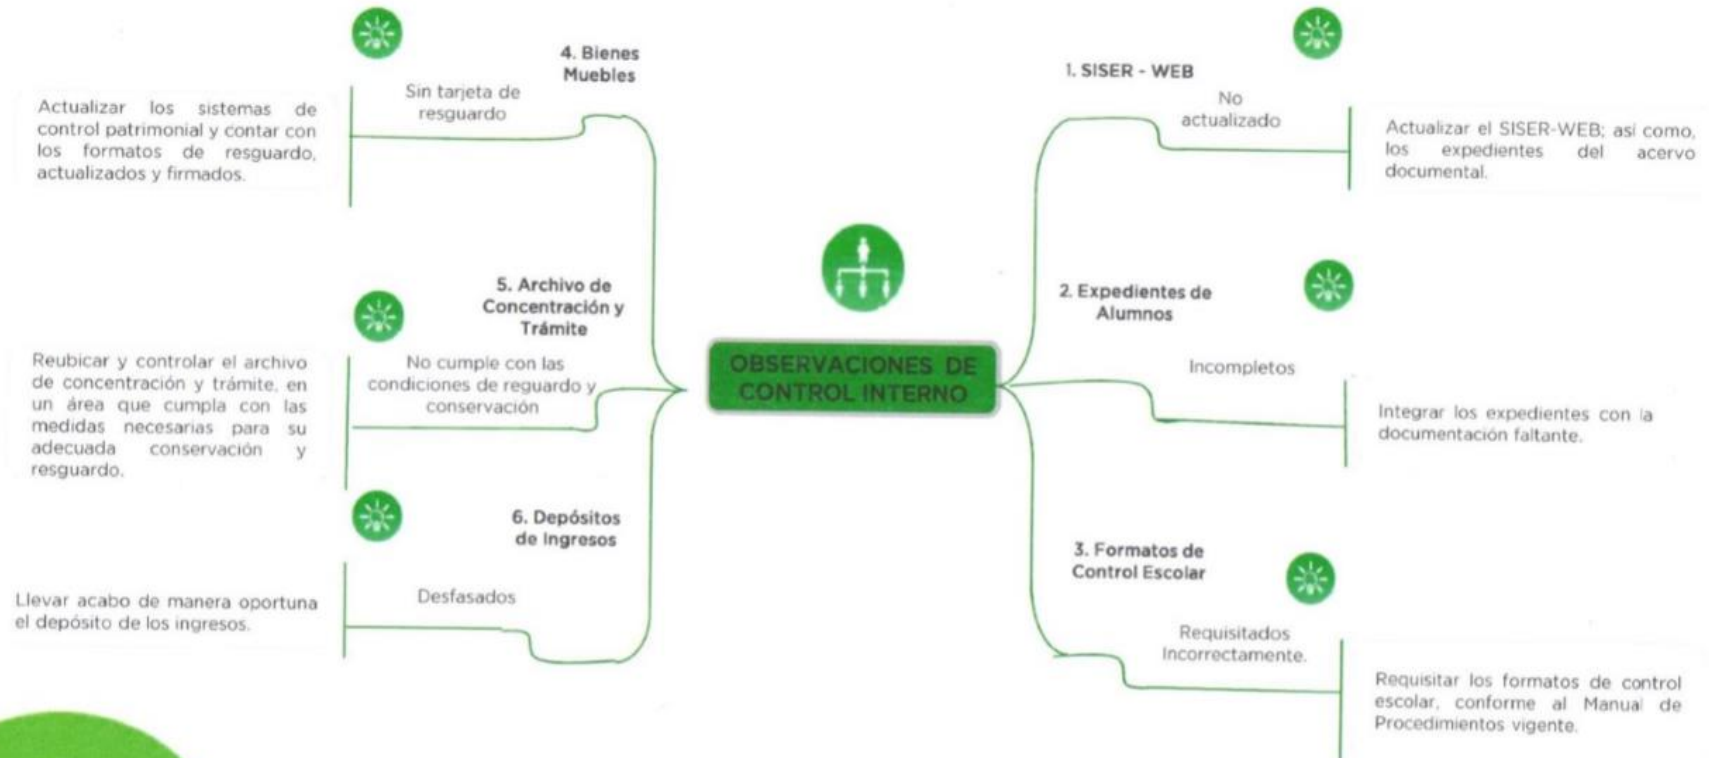 4. Bienes
Muebles
Sin tarjeta de
resguardo
Actualizar los sistemas de
control patrimonial y contar con
los formatos de resguardo,
actualizados y firmados.
5. Archivo de
Concentración y
Trámite
No cumple con las
condiciones de reguardo y
conservación
Reubicar y controlar el archivo
de concentración y trámite, en
un área que cumpla con las
medidas necesarias para su
adecuada conservación y
resguardo.
6. Depósitos
de Ingresos
Desfasados
Llevar acabo de manera oportuna
el depósito de los ingresos.
OBSERVACIONES DE
CONTROL INTERNO
1. SISER - WEB
No
actualizado
Actualizar el SISER-WEB; así como,
los expedientes del acervo
documental.
2. Expedientes de
Alumnos
Incompletos
Integrar los expedientes con la
documentación faltante.
3. Formatos de
Control Escolar
Requisitados
Incorrectamente.
Requisitar los formatos de control
escolar, conforme al Manual de
Procedimientos vigente.